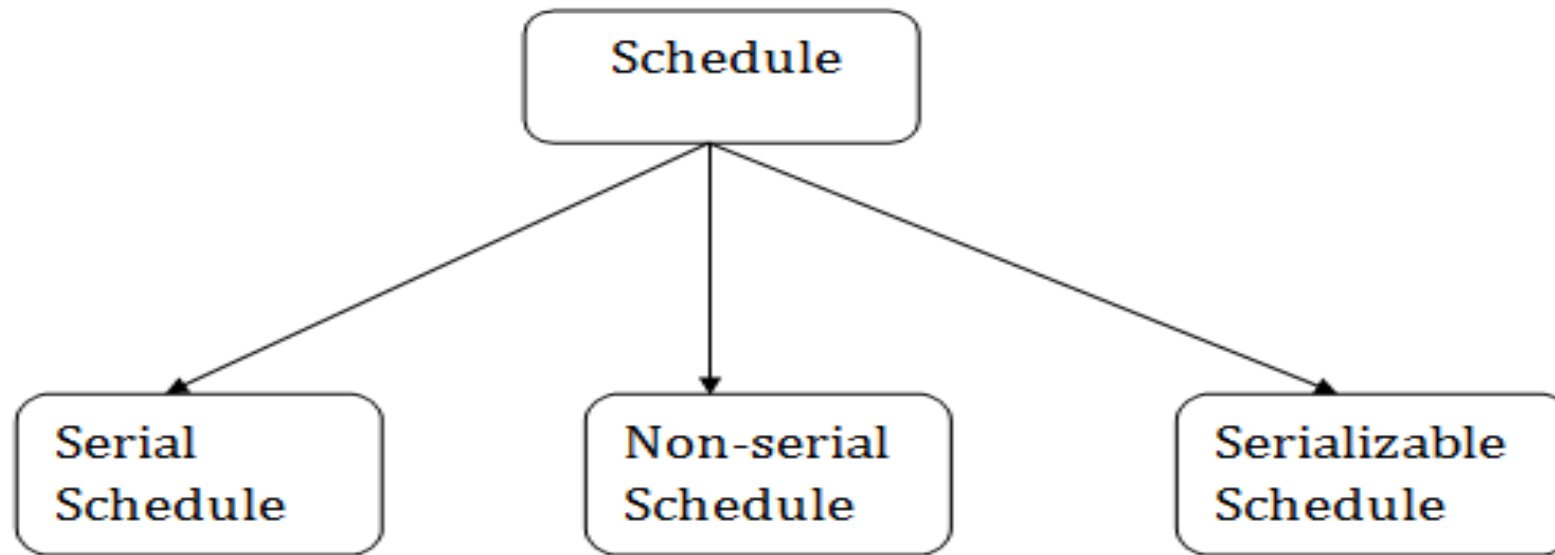 Schedule
Serial
Schedule
Non-serial
Schedule
Serializable
Schedule